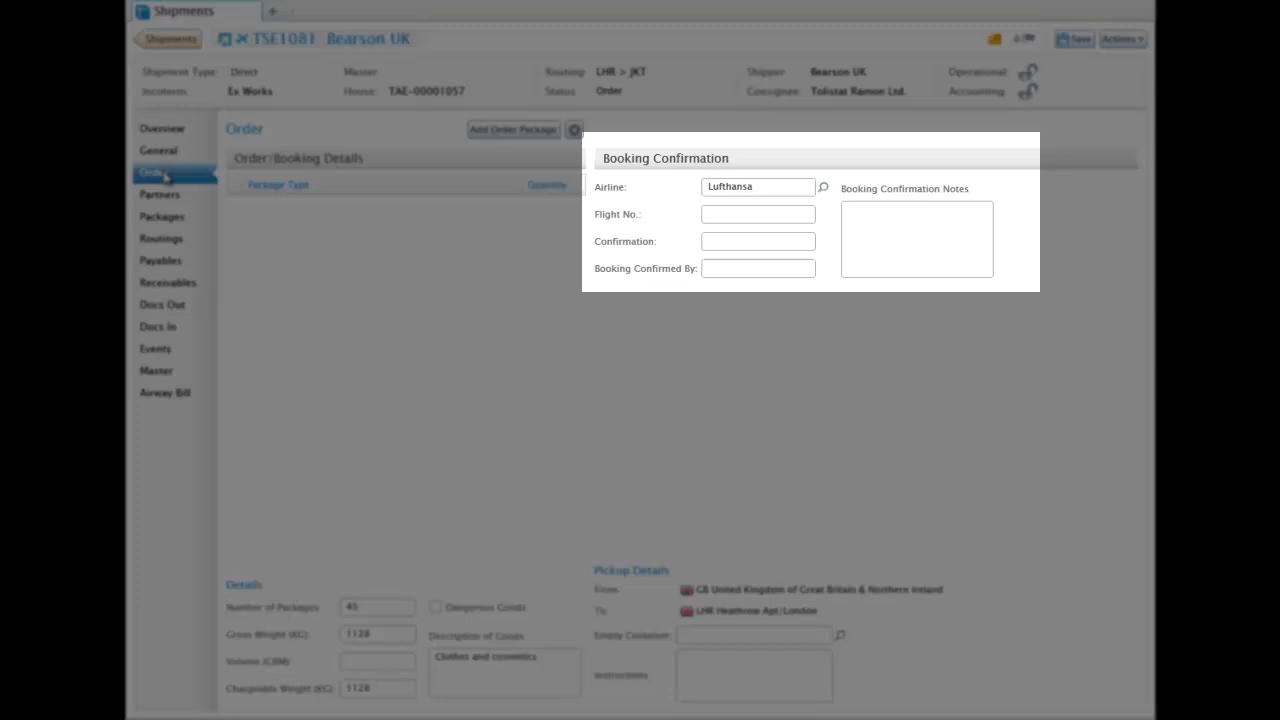 Shipments +
Shipments TSE1081 Bearson UK Save Actions
Shipment Type: Direct Master: Routing: LHR > JKT Shipper: Bearson UK Operational
Incoterm: Ex Works House: TAE-00001057 Status Order Consignee: Tolistat Ramon Ltd. Accounting
Overview
General
Order
Partners
Packages
Routings
Payables
Receivables
Docs Out
Docs In
Events
Master
Airway Bill
Order Add Order Package
Order/Booking Details
Package Type Quantity
Booking Confirmation
Airline: Lufthansa
Flight No.:
Confirmation:
Booking Confirmed By:
Booking Confirmation Notes
Details
Number of Packages 45 Dangerous Goods
Gross Weight (KG): 1128
Volume (CBM)
Chargeable Weight (KG) 1128
Description of Goods
Clothes and cosmetics
Pickup Details
From GB United Kingdom of Great Britain & Northern Ireland
To: LHR Heathrow Apt/London
Empty Container:
Instructions